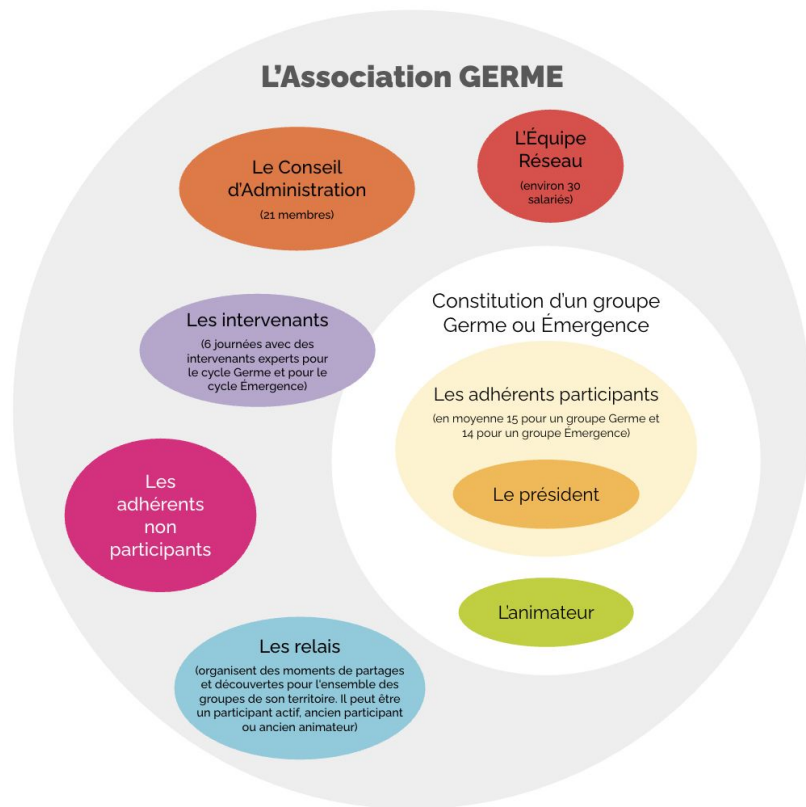 L'Association GERME
Le Conseil
d'Administration
(21 membres)
L'Équipe
Réseau
(environ 30
salariés)
Les intervenants
(6 journées avec des
intervenants experts pour
le cycle Germe et pour le
cycle Émergence)
Constitution d'un groupe
Germe ou Émergence
Les adhérents participants
(en moyenne 15 pour un groupe Germe et
14 pour un groupe Émergence)
Le président
L'animateur
Les
adhérents
non
participants
Les relais
(organisent des moments de partages
et découvertes pour l'ensemble des
groupes de son territoire. Il peut être
un participant actif, ancien participant
ou ancien animateur)